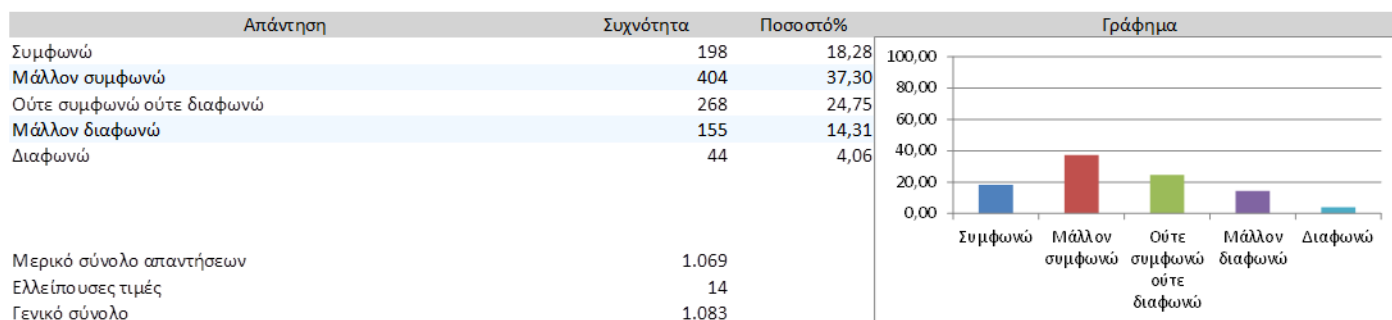 Απάντηση Συχνότητα Ποσοστό% Γράφημα
Συμφωνώ 198 18,28
Μάλλον συμφωνώ 404 37,30
Ούτε συμφωνώ ούτε διαφωνώ 268 24,75
Μάλλον διαφωνώ 155 14,31
Διαφωνώ 44 4,06
Μερικό σύνολο απαντήσεων 1.069
Ελλείπουσες τιμές 14
Γενικό σύνολο 1.083
100,00
80,00
60,00
40,00
20,00
0,00
Συμφωνώ Μάλλον Ούτε Μάλλον Διαφωνώ
συμφωνώ συμφωνώ διαφωνώ
ούτε
διαφωνώ